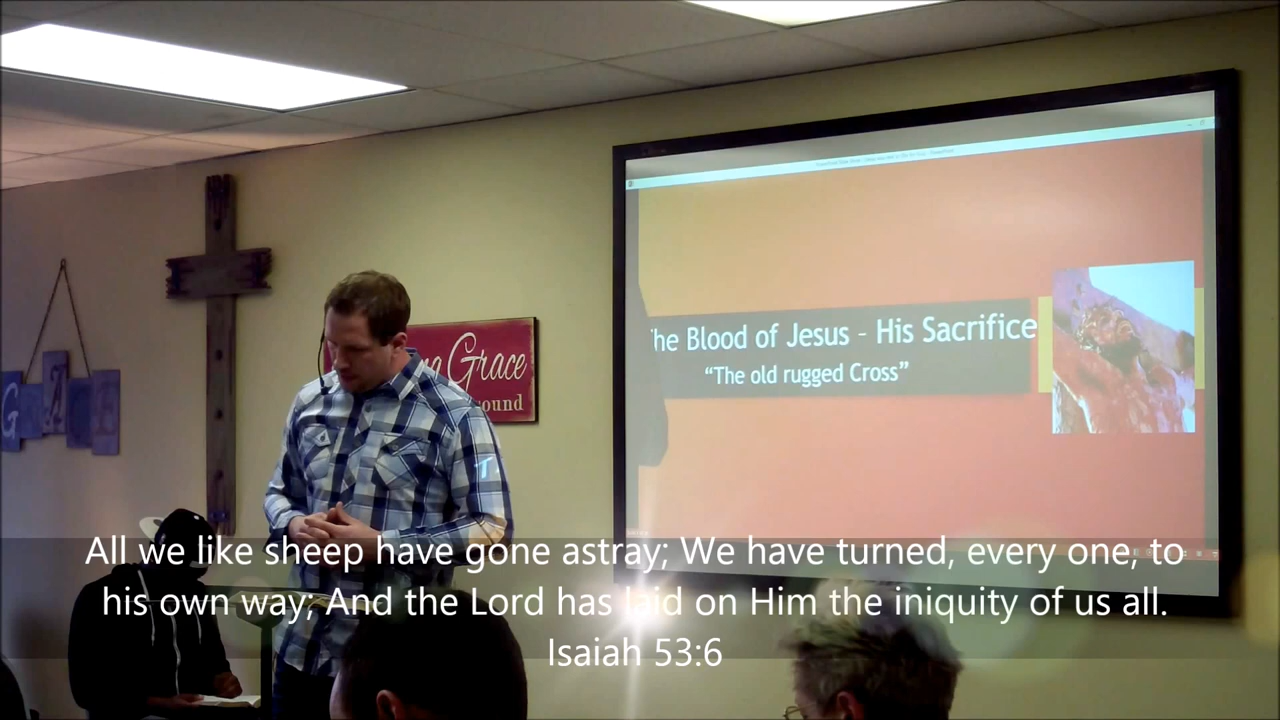 The Blood of Jesus - His Sacrifice
“The old rugged Cross”
Grace
G
All we like sheep have gone astray; We have turned, every one, to
his own way; And the Lord has laid on Him the iniquity of us all.
Isaiah 53:6